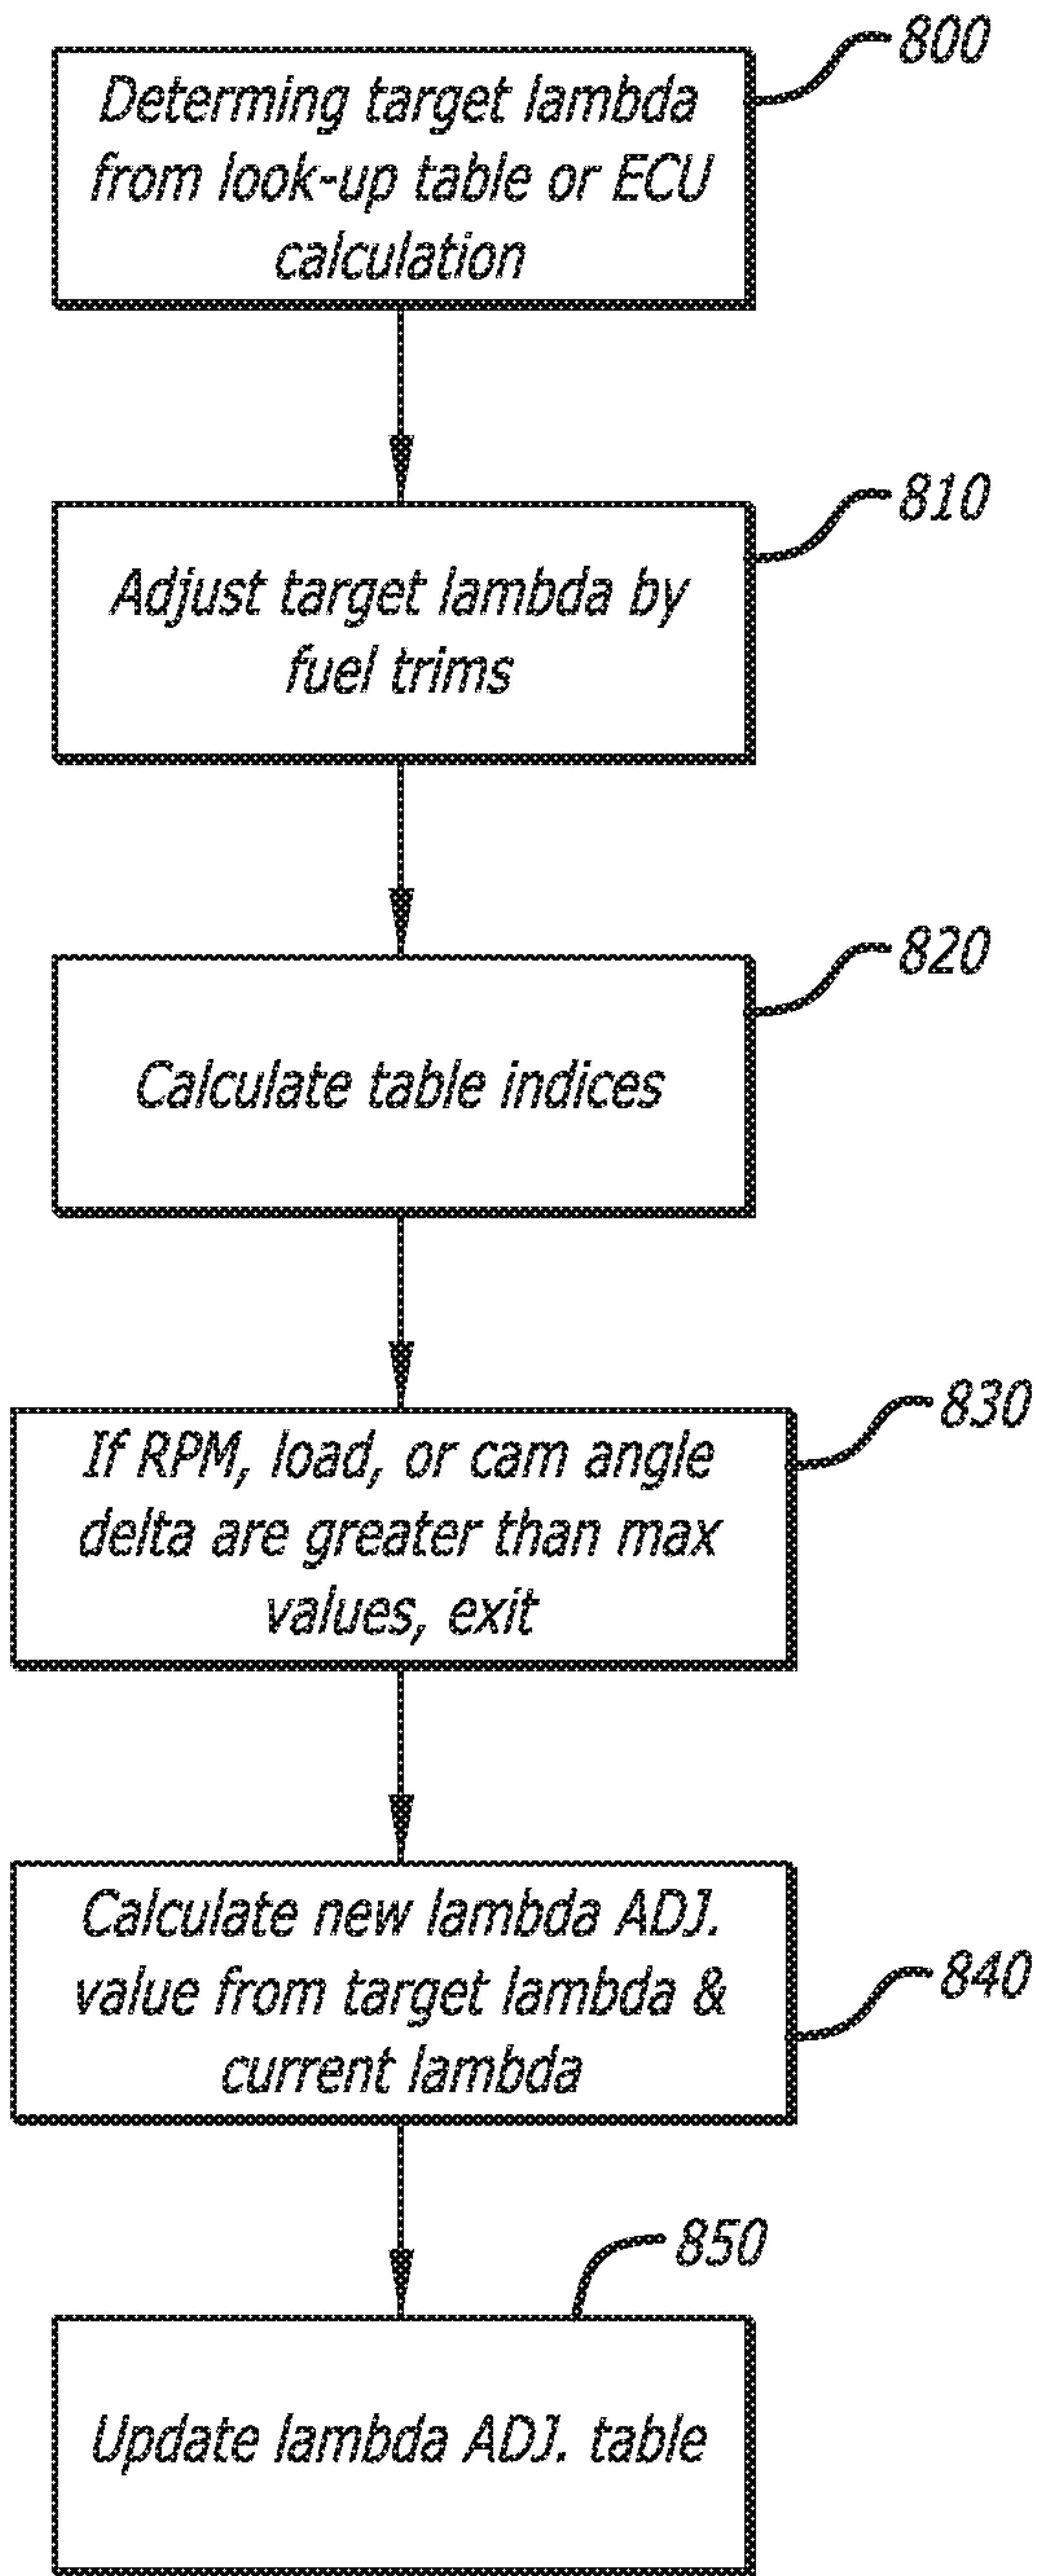 800
Determing target lambda
from look-up table or ECU
calculation
810
Adjust target lambda by
fuel trims
820
Calculate table indices
830
If RPM, load, or cam angle
delta are greater than max
values, exit
Calculate new lambda ADJ.
value from target lambda &
current lambda
840
850
Update lambda ADJ. table